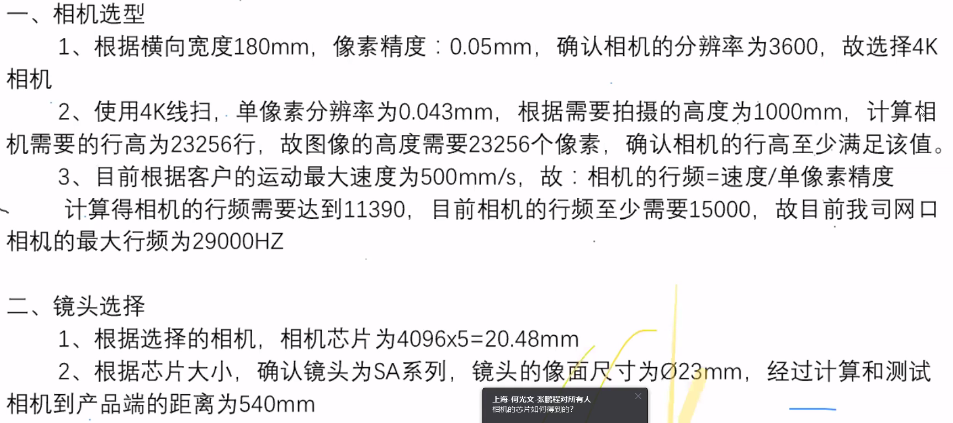 一、相机选型
1、根据横向宽度180mm，像素精度：0.05mm，确认相机的分辨率为3600，故选择4K
相机
2、使用4K线扫，单像素分辨率为0.043mm，根据需要拍摄的高度为1000mm，计算相
机需要的行高为23256行，故图像的高度需要23256个像素，确认相机的行高至少满足该值。
3、目前根据客户的运动最大速度为500mm/s，故：相机的行频=速度/单像素精度
计算得相机的行频需要达到11390，目前相机的行频至少需要15000，故目前我司网口
相机的最大行频为29000HZ
二、镜头选择
1、根据选择的相机，相机芯片为4096x5=20.48mm
2、根据芯片大小，确认镜头为SA系列，镜头的像面尺寸为Ø23mm，经过计算和测试
相机到产品端的距离为540mm
上海-何光文-张鹏程对所有人
相机的芯片如何得到的?